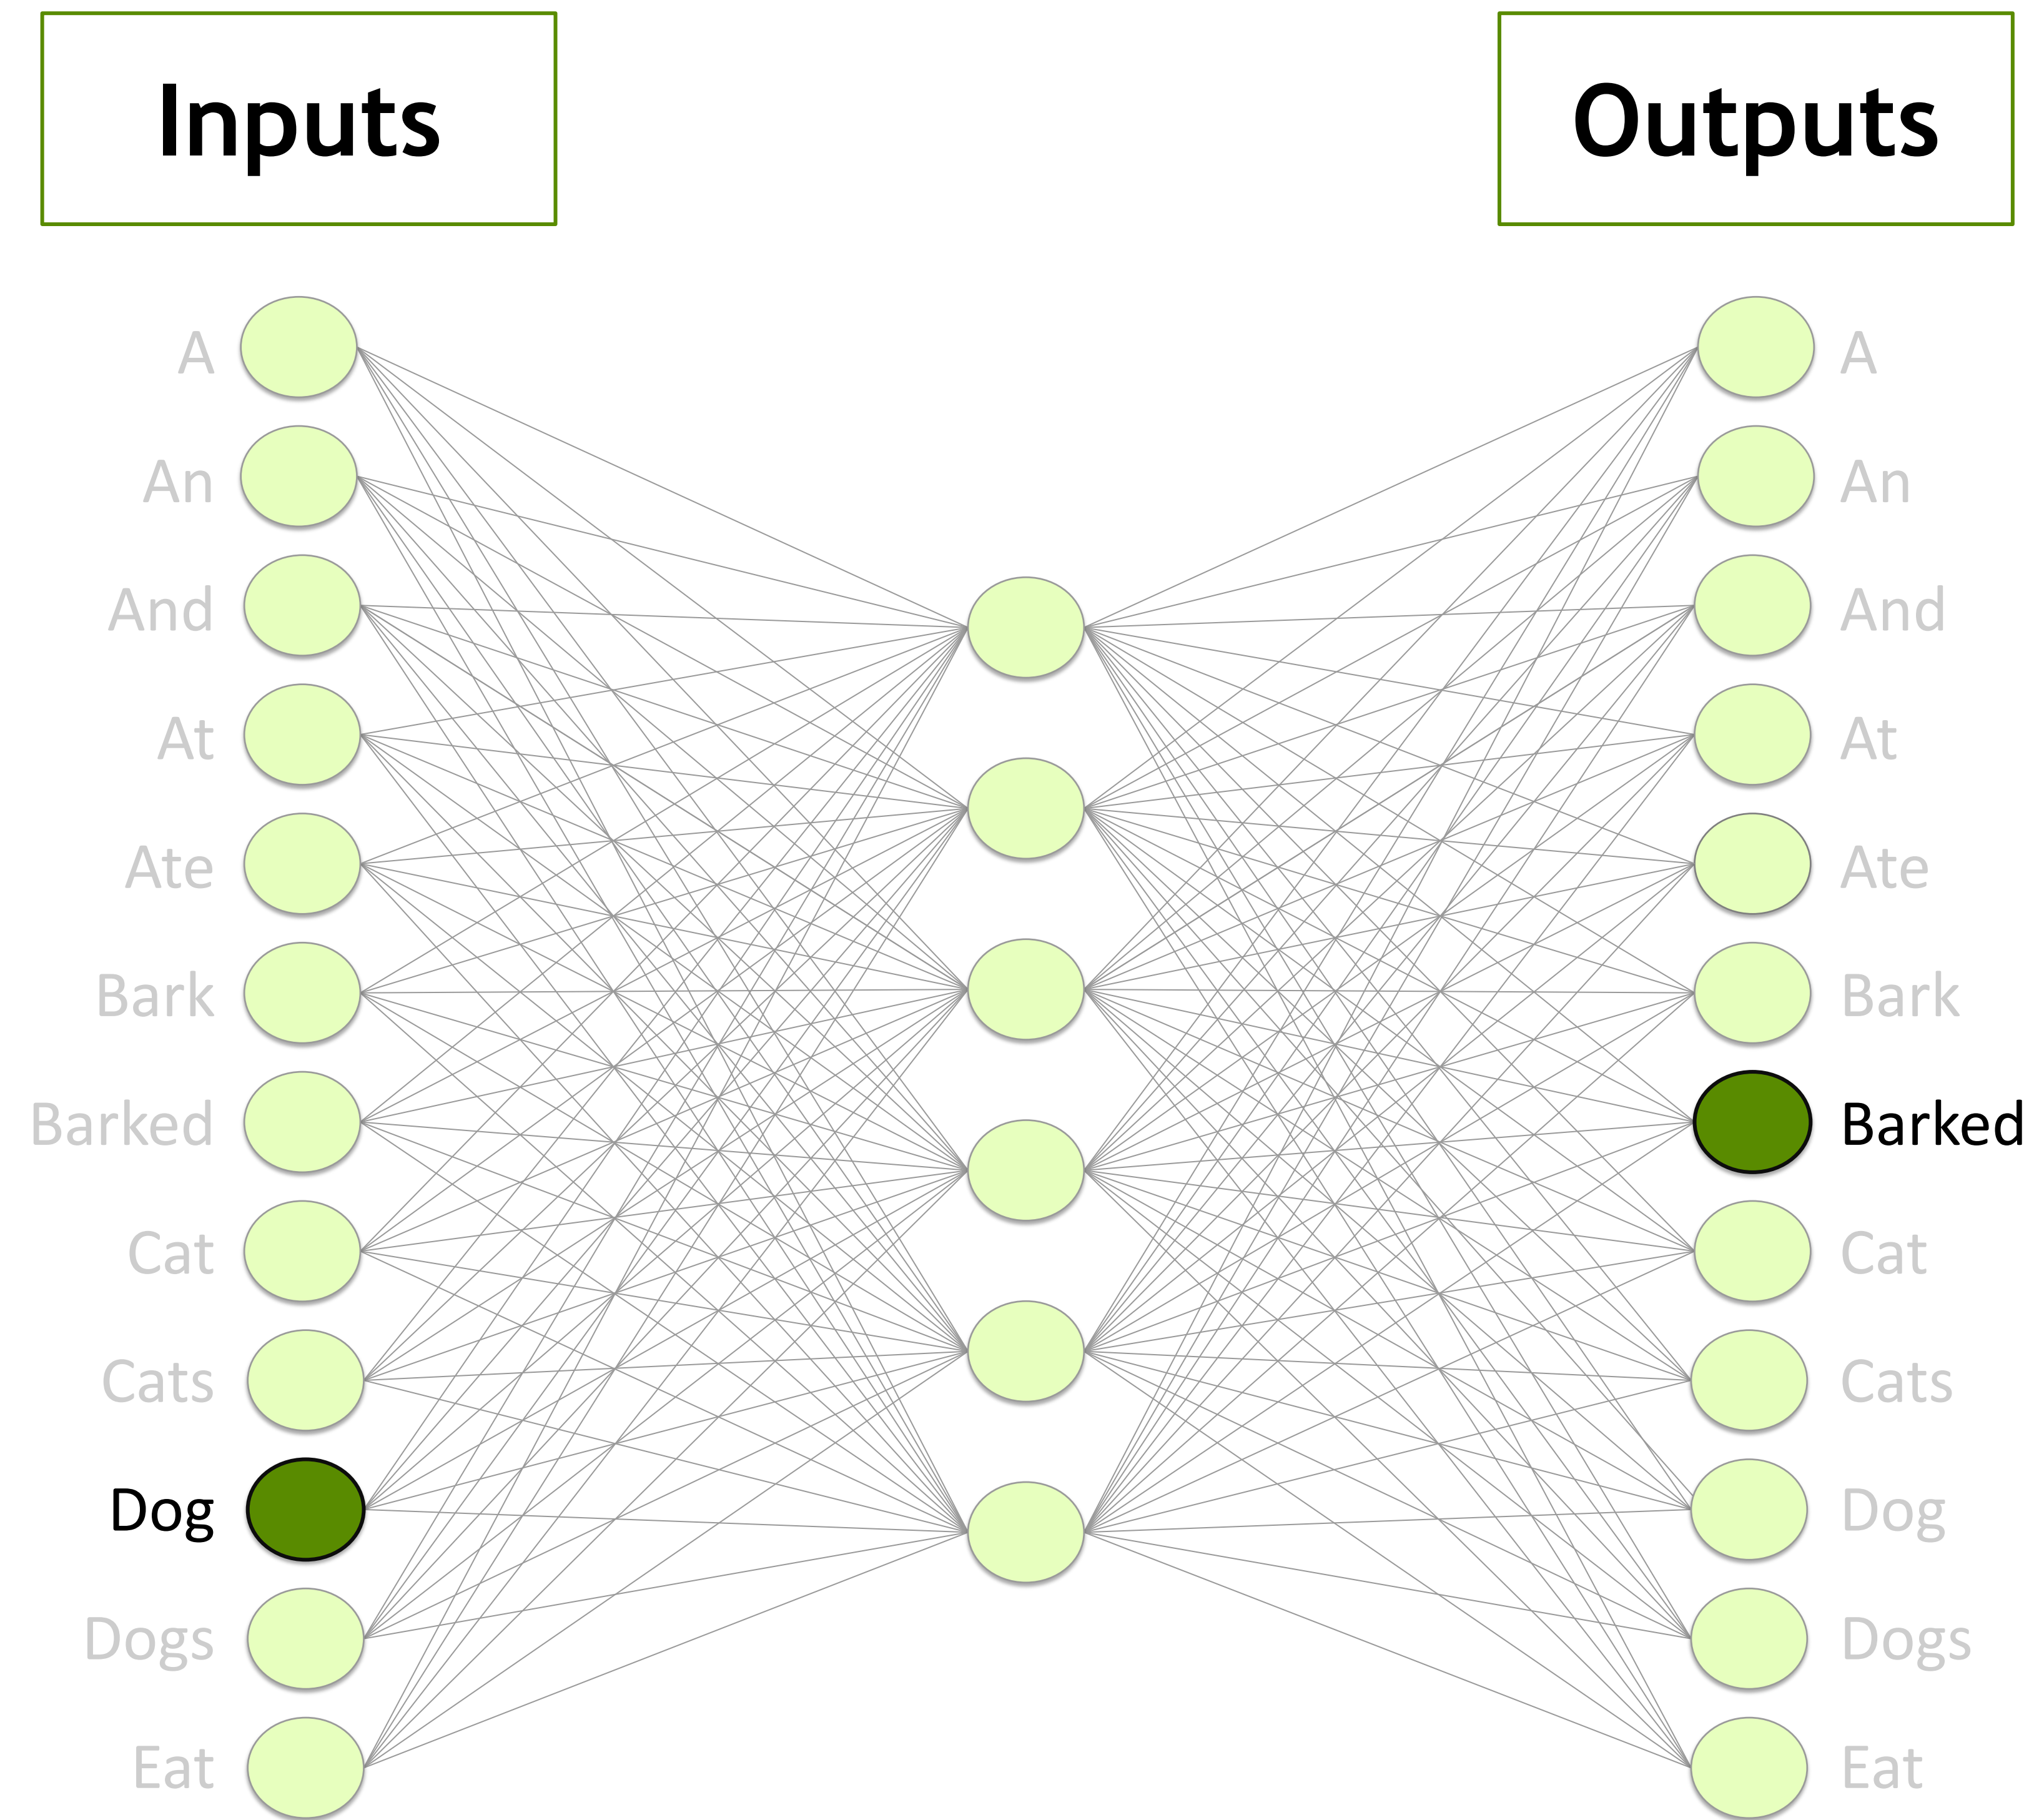 Inputs
Outputs
A
An
And
At
Ate
Bark
Barked
Cat
Cats
Dog
Dogs
Eat
A
An
And
At
Ate
Bark
Barked
Cat
Cats
Dog
Dogs
Eat